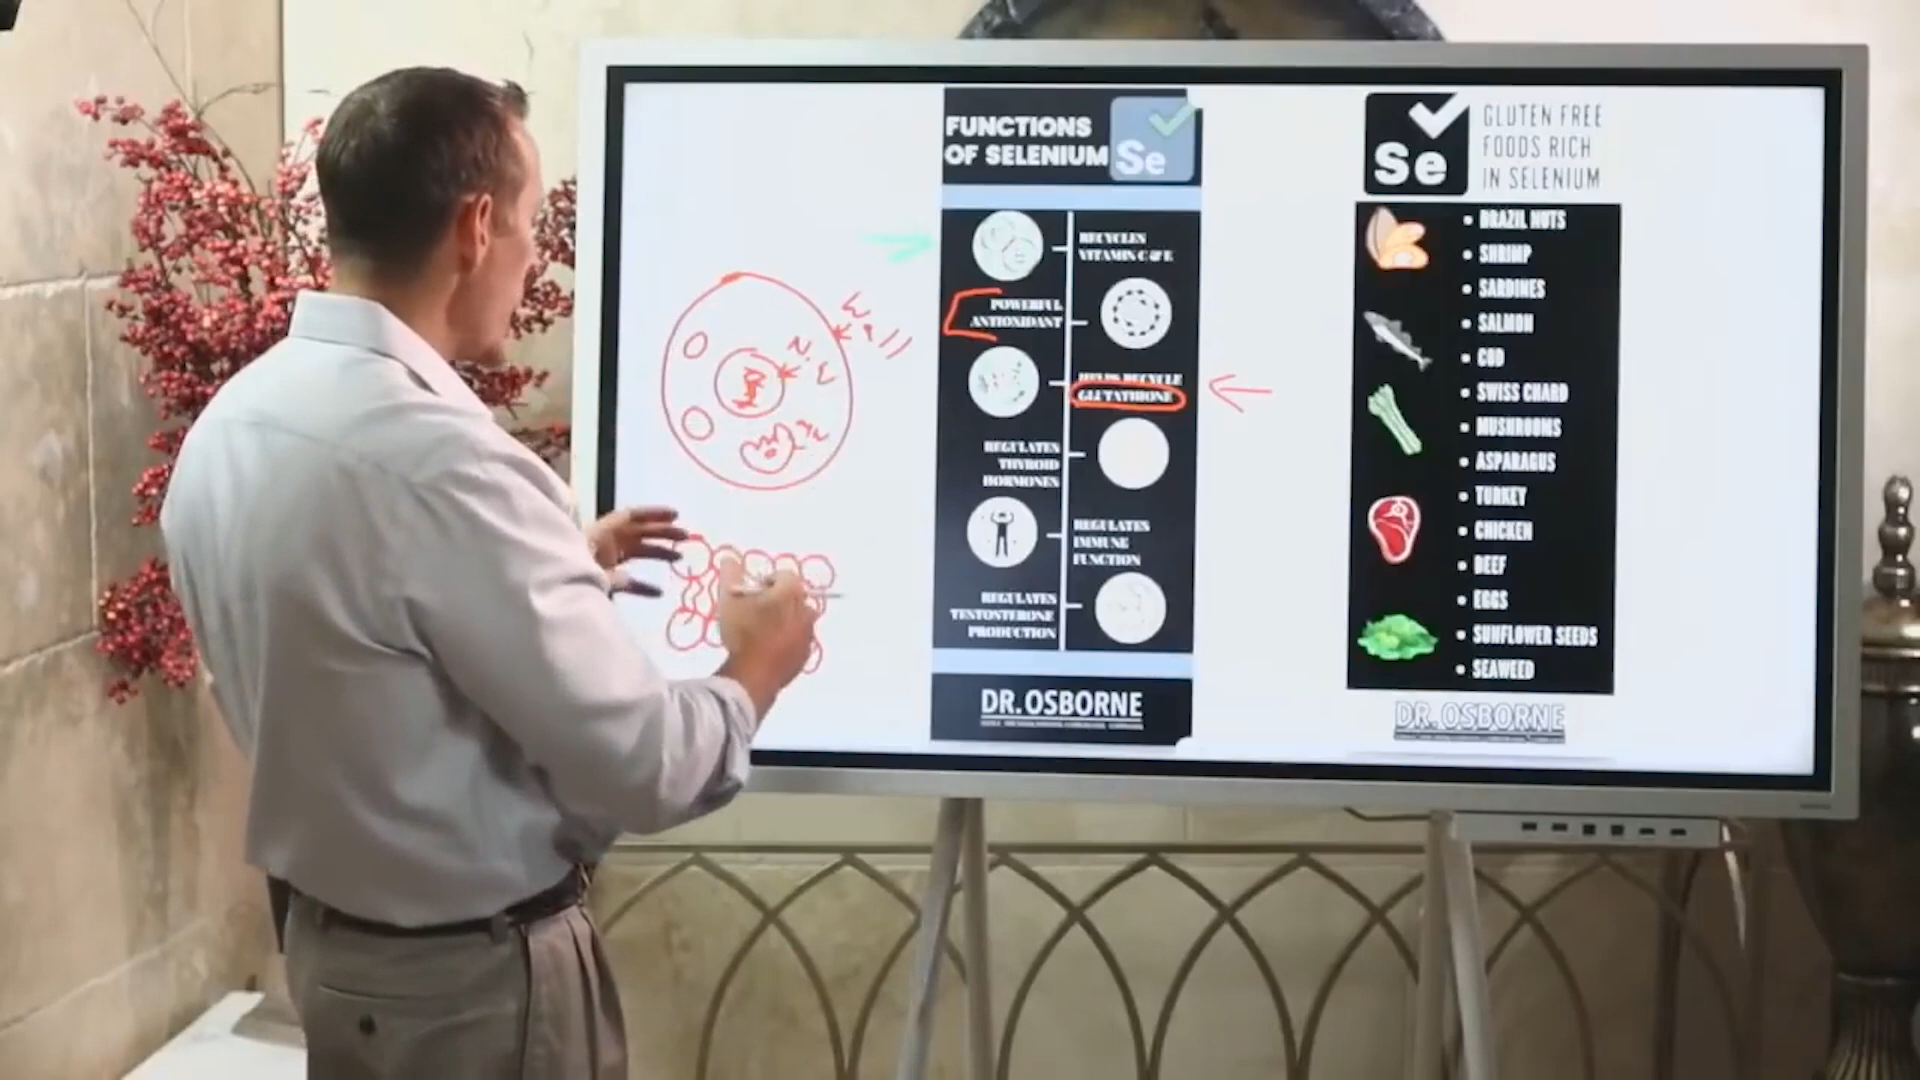 FUNCTIONS
OF SELENIUM
Se
RECYCLES
VITAMIN C & E
POWERFUL
ANTIOXIDANT
HELPS RECYCLE
GLUTATHIONE
REGULATES
THYROID
HORMONES
REGULATES
IMMUNE
FUNCTION
REGULATES
TESTOSTERONE
PRODUCTION
DR. OSBORNE
Se
GLUTEN FREE
FOODS RICH
IN SELENIUM
• BRAZIL NUTS
• SHRIMP
• SARDINES
• SALMON
• COD
• SWISS CHARD
• MUSHROOMS
• ASPARAGUS
• TURKEY
• CHICKEN
• BEEF
• EGGS
• SUNFLOWER SEEDS
• SEAWEED
DR. OSBORNE